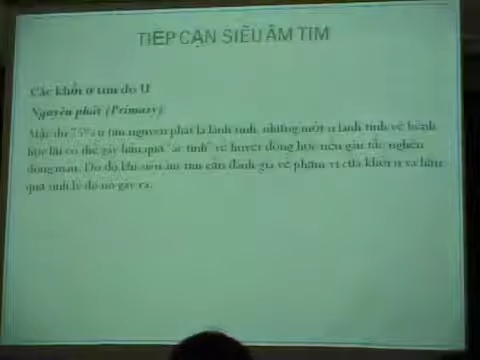 TIẾP CẬN SIÊU ÂM TIM
Các khối ở tim do U
Nguyên phát (Primary)
Mặc dù 75% u tim nguyên phát là lành tính, nhưng một u lành tính về bệnh
học lại có thể gây hậu quả "ác tính" về huyết động học nếu gây tắc nghẽn
dòng máu. Do đó khi siêu âm tim cần đánh giá về phạm vi của khối u và hậu
quả sinh lý do nó gây ra.